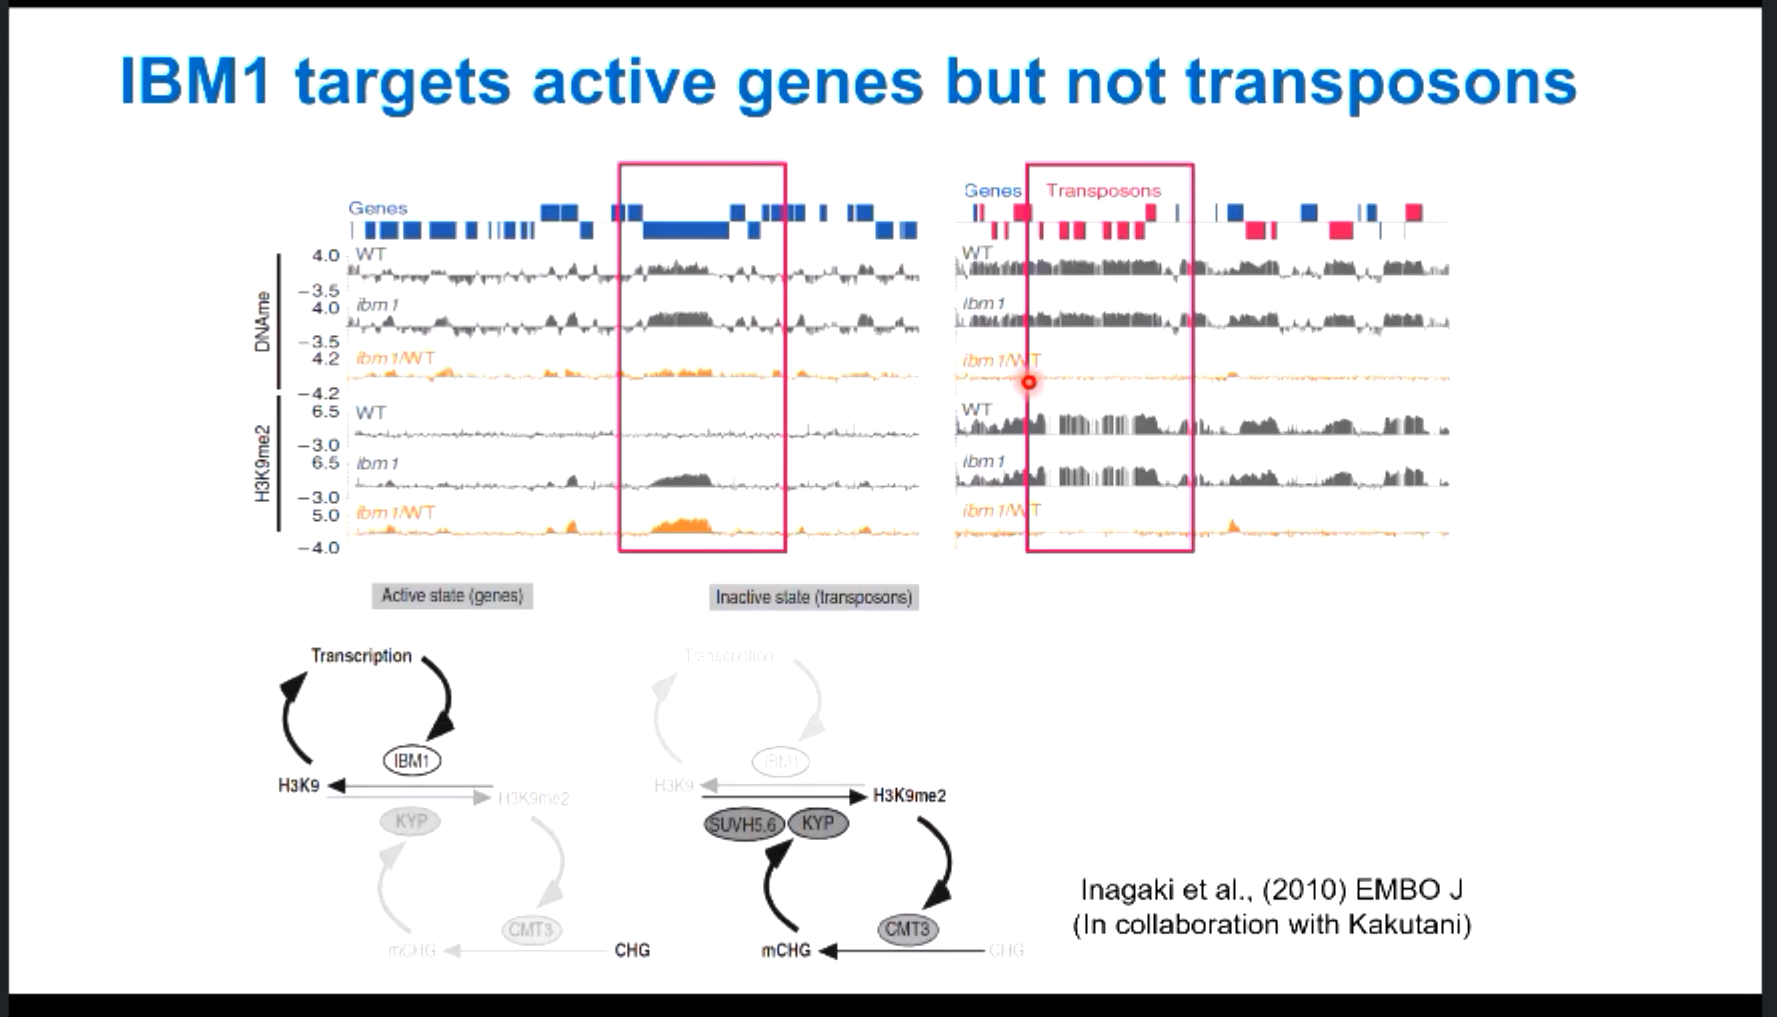 IBM1 targets active genes but not transposons
Genes
Genes Transposons
DNAme
4.0 WT
−3.5
4.0 ibm1
−3.5
4.2 ibm1/WT
−4.2
H3K9me2
6.5 WT
−3.0
6.5 ibm1
−3.0
5.0 ibm1/WT
−4.0
WT
ibm1
ibm1/WT
WT
ibm1
ibm1/WT
Active state (genes)
Transcription
IBM1
H3K9
H3K9me2
KYP
CMT3
mCHG
CHG
Inactive state (transposons)
Transcription
IBM1
H3K9
H3K9me2
SUVH5,6
KYP
CMT3
mCHG
CHG
Inagaki et al., (2010) EMBO J
(In collaboration with Kakutani)